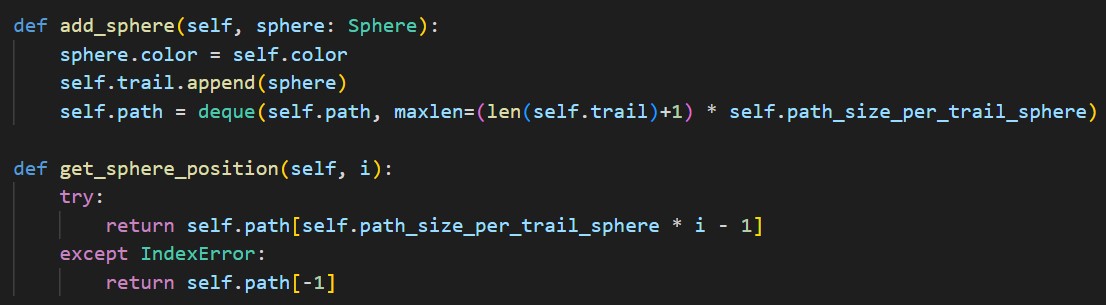 def add_sphere(self, sphere: Sphere):
    sphere.color = self.color
    self.trail.append(sphere)
    self.path = deque(self.path, maxlen=(len(self.trail)+1) * self.path_size_per_trail_sphere)

def get_sphere_position(self, i):
    try:
        return self.path[self.path_size_per_trail_sphere * i - 1]
    except IndexError:
        return self.path[-1]